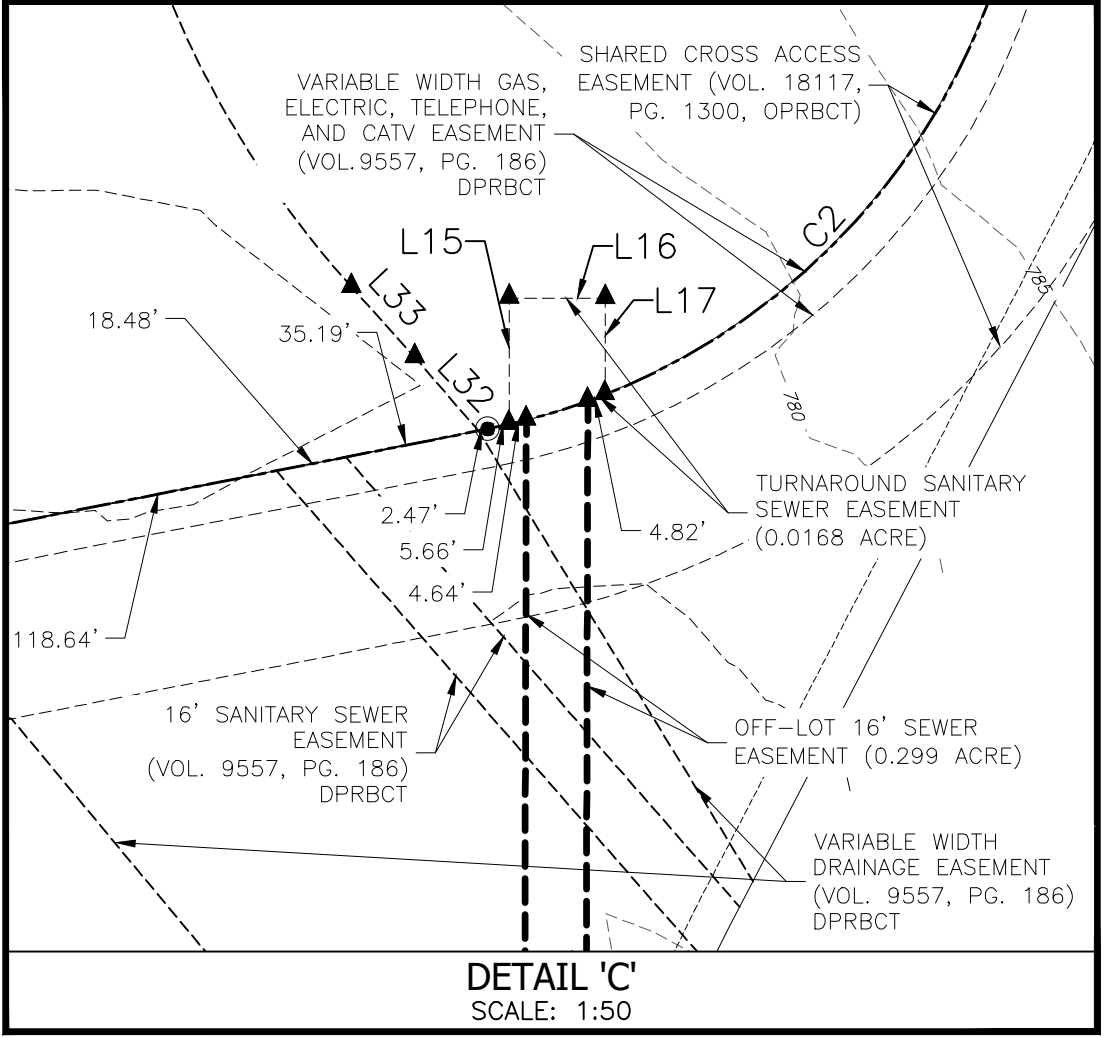 SHARED CROSS ACCESS
EASEMENT (VOL. 18117,
PG. 1300, OPRBCT)
VARIABLE WIDTH GAS,
ELECTRIC, TELEPHONE,
AND CATV EASEMENT
(VOL.9557, PG. 186)
DPRBCT
C2
L15
L16
L17
785
L33
18.48'
35.19'
L32
780
TURNAROUND SANITARY
SEWER EASEMENT
(0.0168 ACRE)
2.47'
5.66'
4.64'
4.82'
118.64'
16' SANITARY SEWER
EASEMENT
(VOL. 9557, PG. 186)
DPRBCT
OFF-LOT 16' SEWER
EASEMENT (0.299 ACRE)
VARIABLE WIDTH
DRAINAGE EASEMENT
(VOL. 9557, PG. 186)
DPRBCT
DETAIL 'C'
SCALE: 1:50